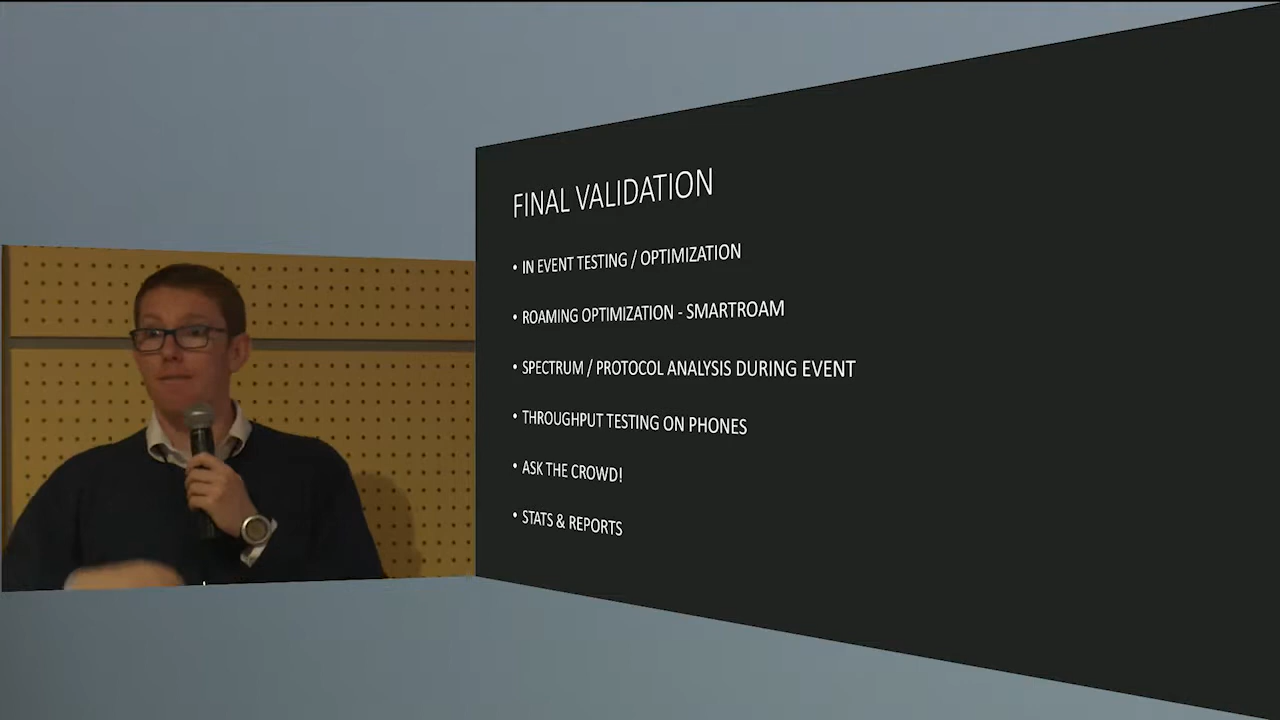 FINAL VALIDATION
• IN EVENT TESTING / OPTIMIZATION
• ROAMING OPTIMIZATION - SMARTROAM
• SPECTRUM / PROTOCOL ANALYSIS DURING EVENT
• THROUGHPUT TESTING ON PHONES
• ASK THE CROWD!
• STATS & REPORTS